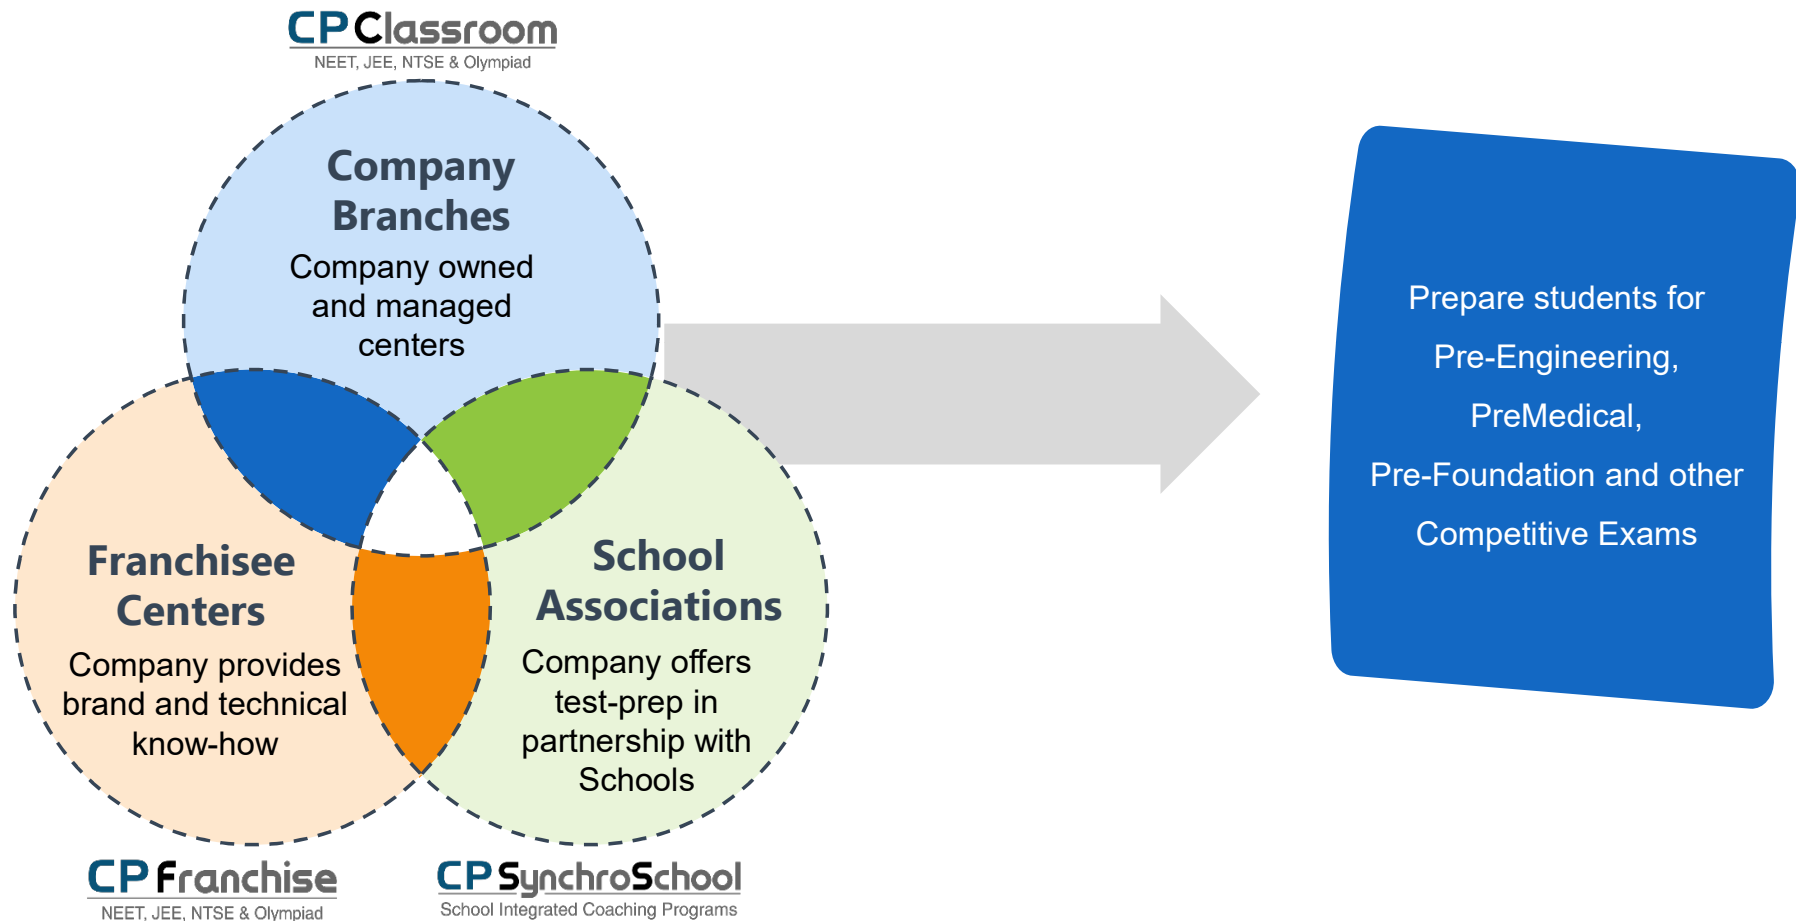 CP Classroom
NEET, JEE, NTSE & Olympiad
Company
Branches
Company owned
and managed
centers
Franchisee
Centers
Company provides
brand and technical
know-how
School
Associations
Company offers
test-prep in
partnership with
Schools
CP Franchise
NEET, JEE, NTSE & Olympiad
CP SynchroSchool
School Integrated Coaching Programs
Prepare students for
Pre-Engineering,
PreMedical,
Pre-Foundation and other
Competitive Exams